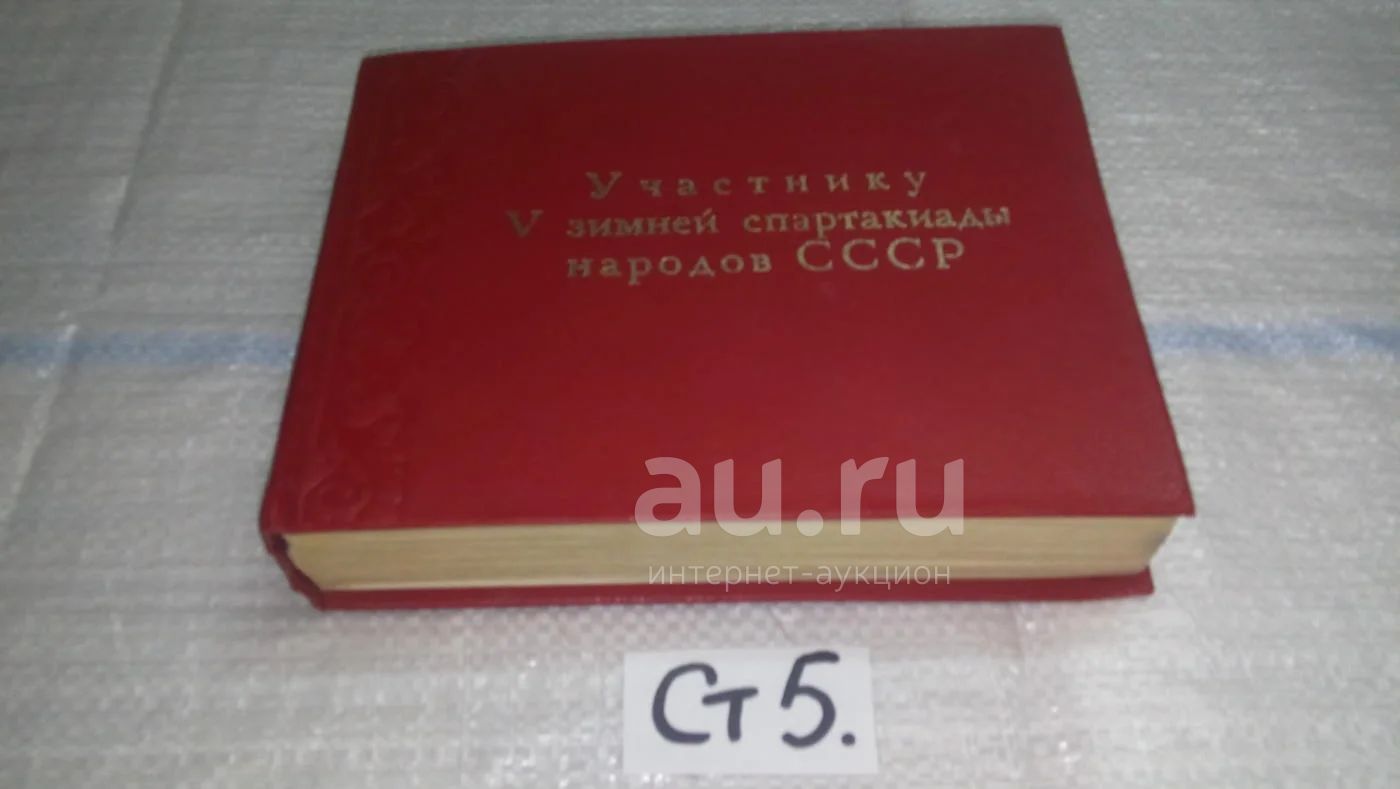 Участнику
V зимней спартакиады
народов СССР
au.ru
интернет-аукцион
Ст 5.